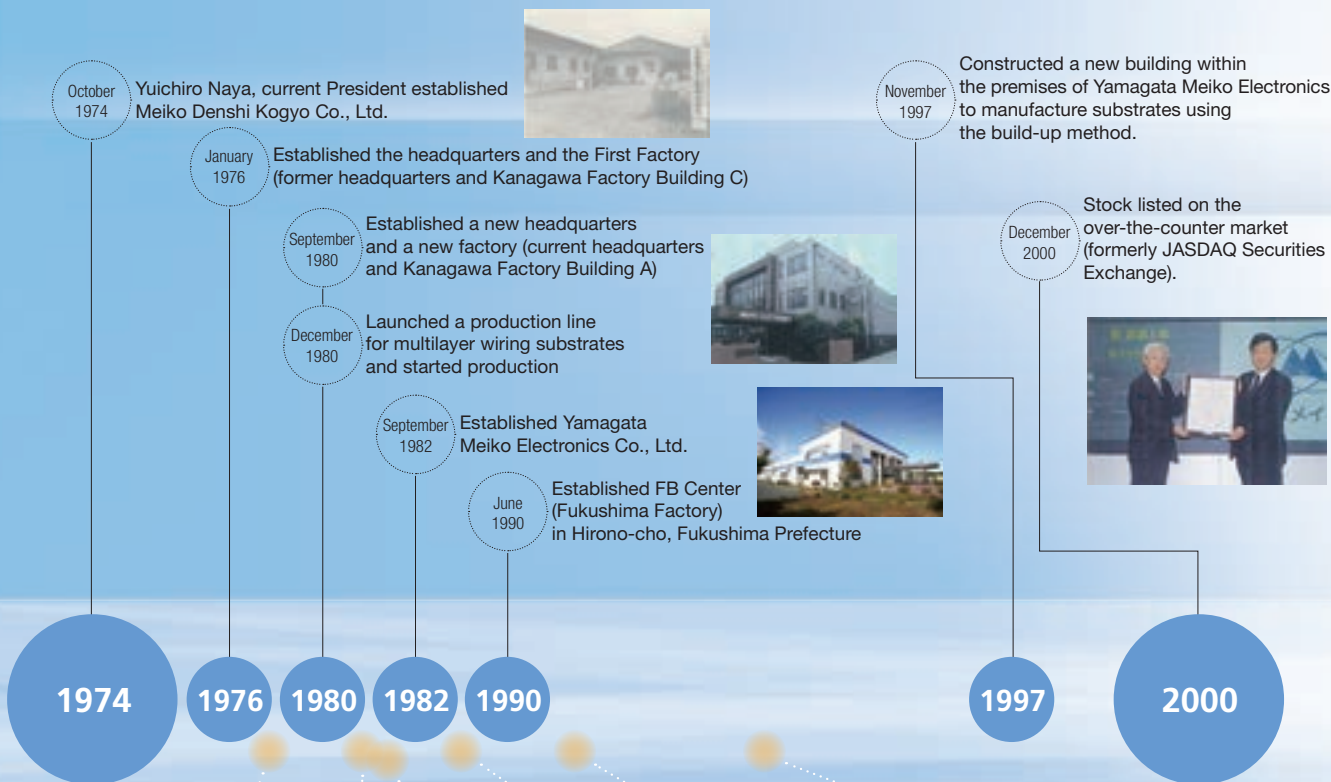 October
1974
Yuichiro Naya, current President established
Meiko Denshi Kogyo Co., Ltd.
January
1976
Established the headquarters and the First Factory
(former headquarters and Kanagawa Factory Building C)
September
1980
Established a new headquarters
and a new factory (current headquarters
and Kanagawa Factory Building A)
December
1980
Launched a production line
for multilayer wiring substrates
and started production
September
1982
Established Yamagata
Meiko Electronics Co., Ltd.
June
1990
Established FB Center
(Fukushima Factory)
in Hirono-cho, Fukushima Prefecture
November
1997
Constructed a new building within
the premises of Yamagata Meiko Electronics
to manufacture substrates using
the build-up method.
December
2000
Stock listed on the
over-the-counter market
(formerly JASDAQ Securities
Exchange).
メイ
1974
1976
1980
1982
1990
1997
2000